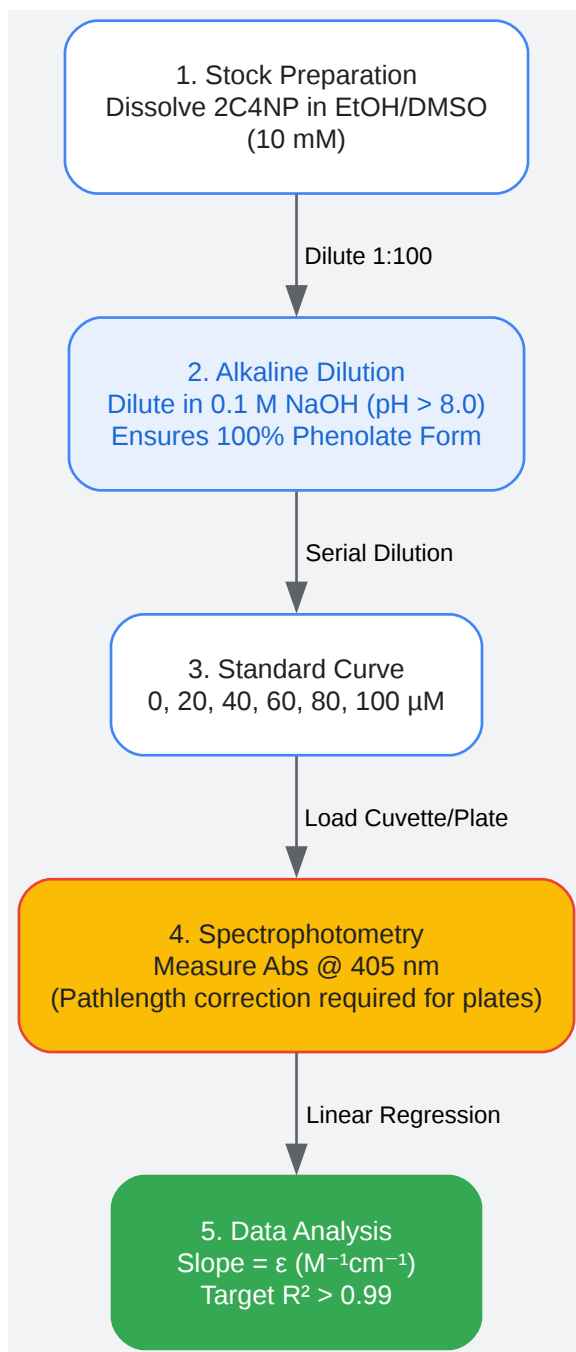 1. Stock Preparation
Dissolve 2C4NP in EtOH/DMSO
(10 mM)
Dilute 1:100
2. Alkaline Dilution
Dilute in 0.1 M NaOH (pH > 8.0)
Ensures 100% Phenolate Form
Serial Dilution
3. Standard Curve
0, 20, 40, 60, 80, 100 µM
Load Cuvette/Plate
4. Spectrophotometry
Measure Abs @ 405 nm
(Pathlength correction required for plates)
Linear Regression
5. Data Analysis
Slope = ε (M⁻¹cm⁻¹)
Target R² > 0.99